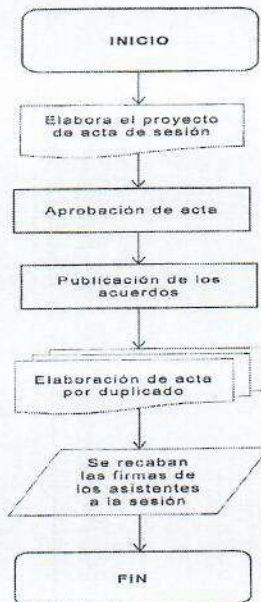 INICIO
Elabora el proyecto
de acta de sesión
Aprobación de acta
Publicación de los
acuerdos
Elaboración de acta
por duplicado
Se recaban
las firmas de
los asistentes
a la sesión
FIN